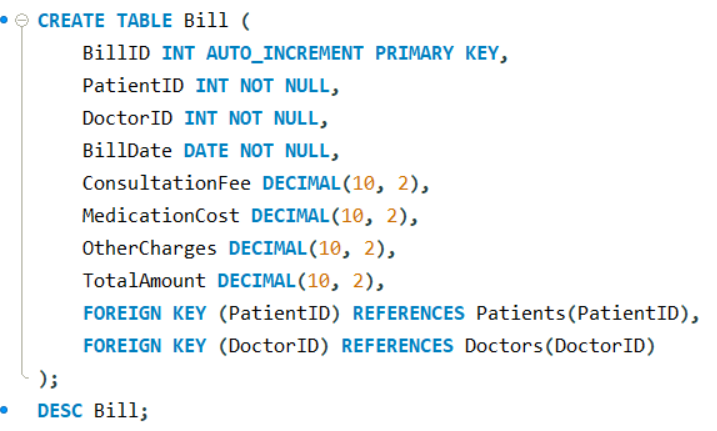 CREATE TABLE Bill (
BillID INT AUTO_INCREMENT PRIMARY KEY,
PatientID INT NOT NULL,
DoctorID INT NOT NULL,
BillDate DATE NOT NULL,
ConsultationFee DECIMAL(10, 2),
MedicationCost DECIMAL(10, 2),
OtherCharges DECIMAL(10, 2),
TotalAmount DECIMAL(10, 2),
FOREIGN KEY (PatientID) REFERENCES Patients(PatientID),
FOREIGN KEY (DoctorID) REFERENCES Doctors(DoctorID)
);
DESC Bill;